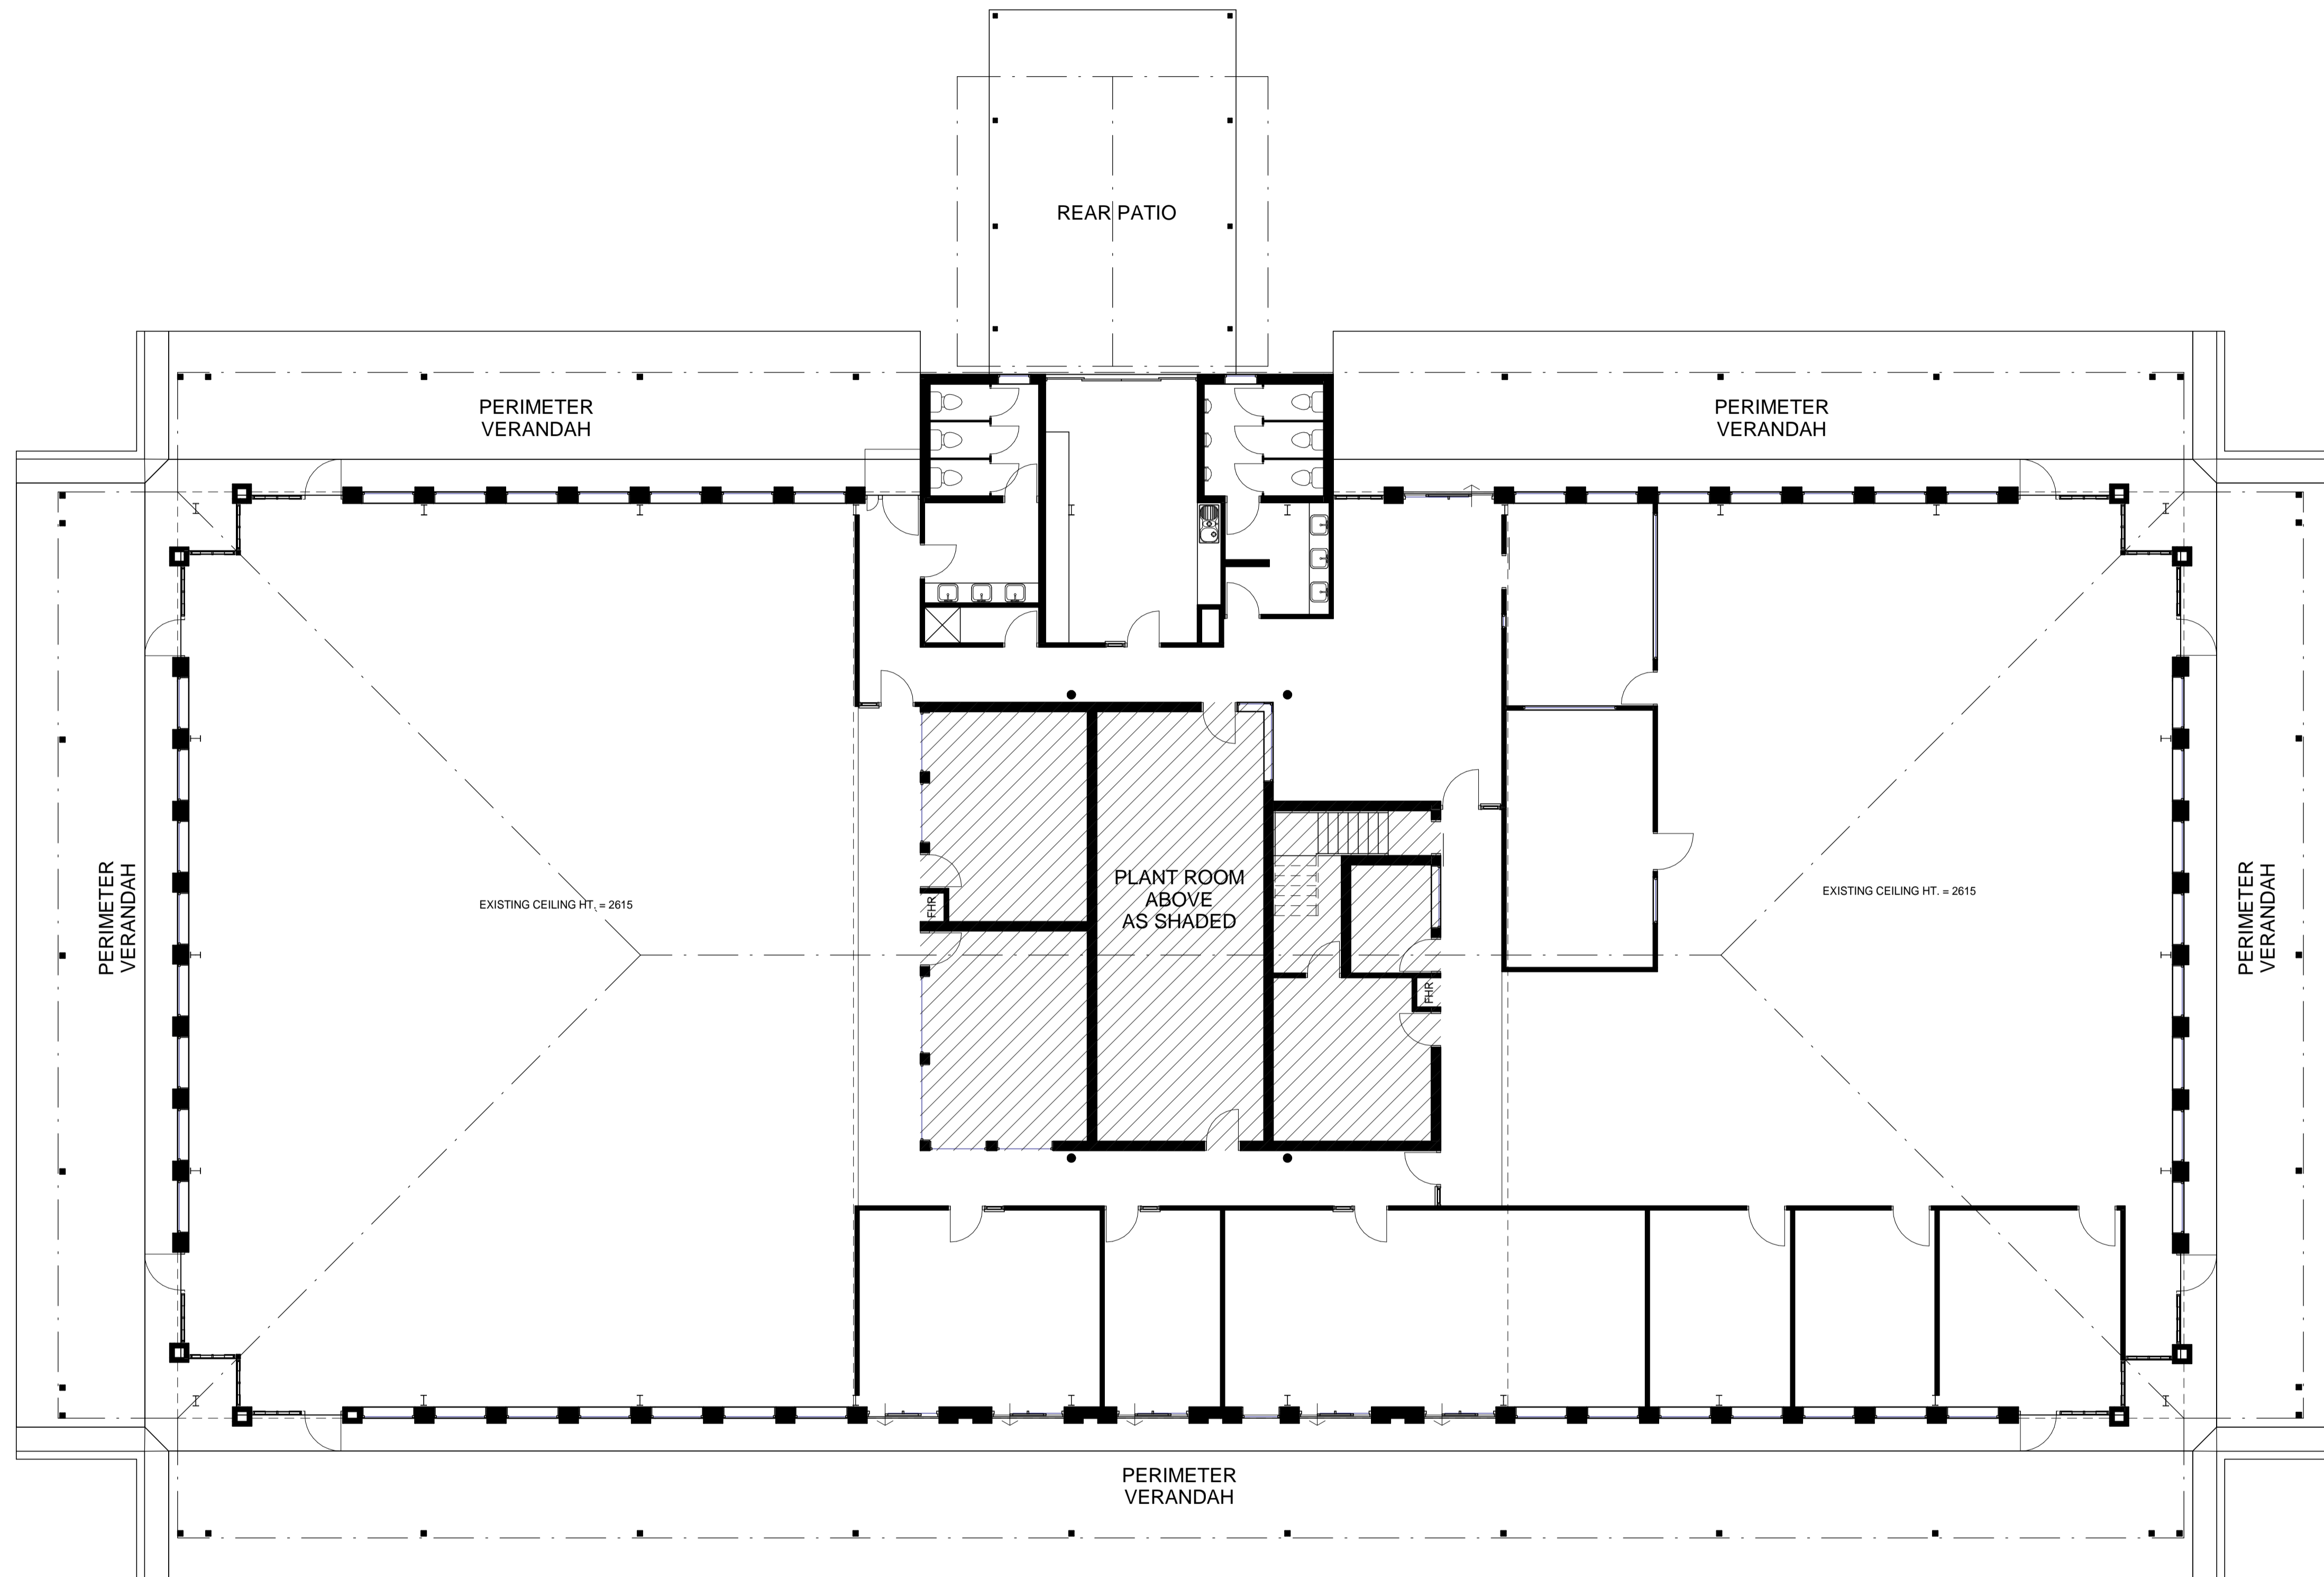 REAR PATIO
PERIMETER
VERANDAH
PERIMETER
VERANDAH
PERIMETER
VERANDAH
EXISTING CEILING HT. = 2615
FHR
PLANT ROOM
ABOVE
AS SHADED
FHR
EXISTING CEILING HT. = 2615
PERIMETER
VERANDAH
PERIMETER
VERANDAH